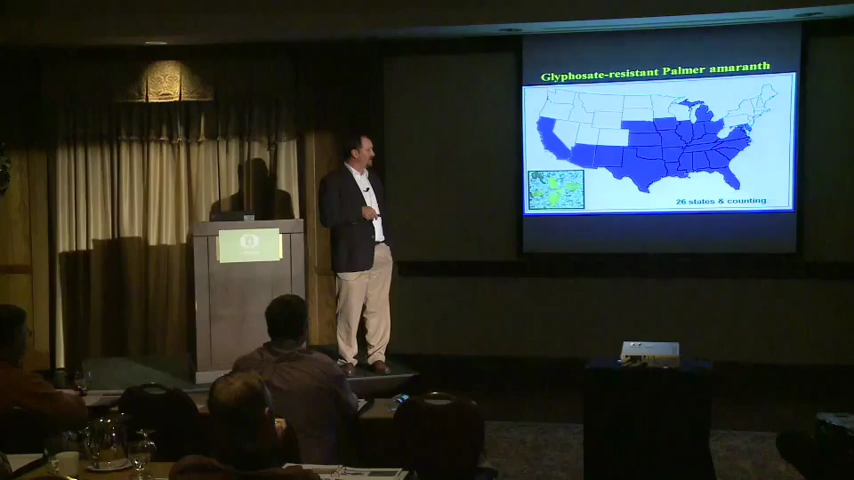 Glyphosate-resistant Palmer amaranth
26 states & counting